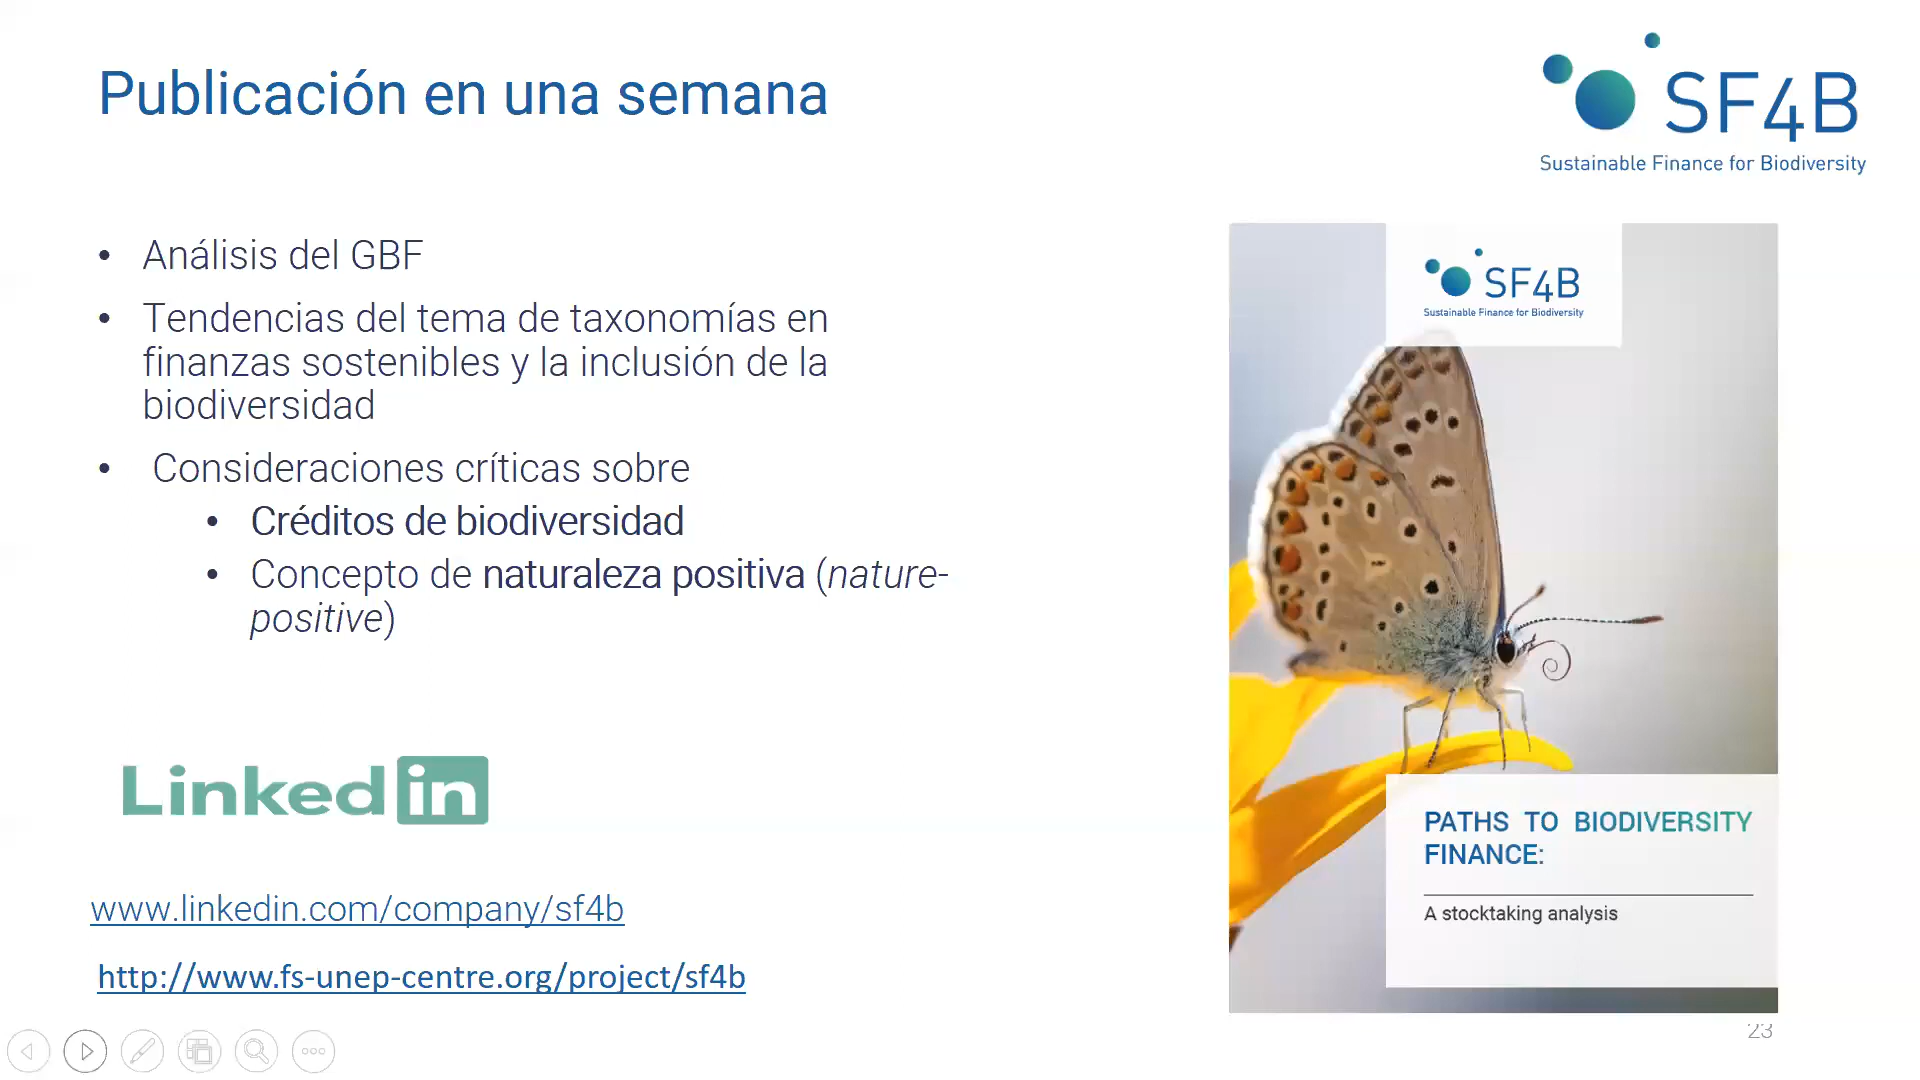 Publicación en una semana
SF4B
Sustainable Finance for Biodiversity
• Análisis del GBF
• Tendencias del tema de taxonomías en
finanzas sostenibles y la inclusión de la
biodiversidad
• Consideraciones críticas sobre
• Créditos de biodiversidad
• Concepto de naturaleza positiva (nature-
positive)
Linked in
www.linkedin.com/company/sf4b
http://www.fs-unep-centre.org/project/sf4b
SF4B
Sustainable Finance for Biodiversity
PATHS TO BIODIVERSITY
FINANCE:
A stocktaking analysis
23